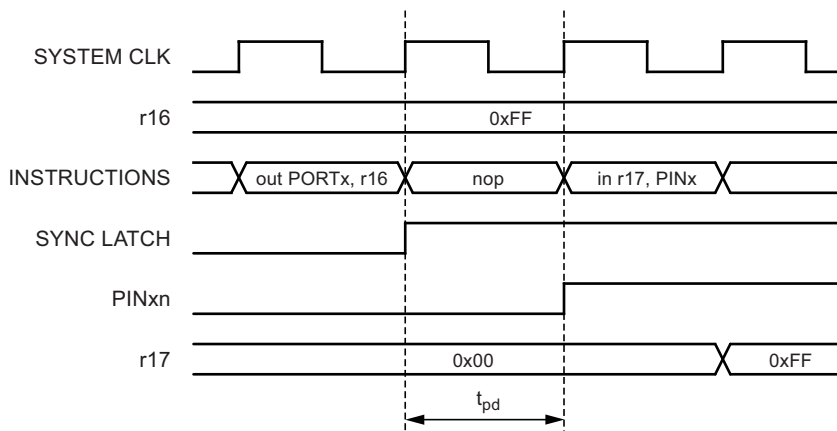 SYSTEM CLK
r16 0xFF
INSTRUCTIONS out PORTx, r16 nop in r17, PINx
SYNC LATCH
PINxn
r17 0x00 0xFF
tpd